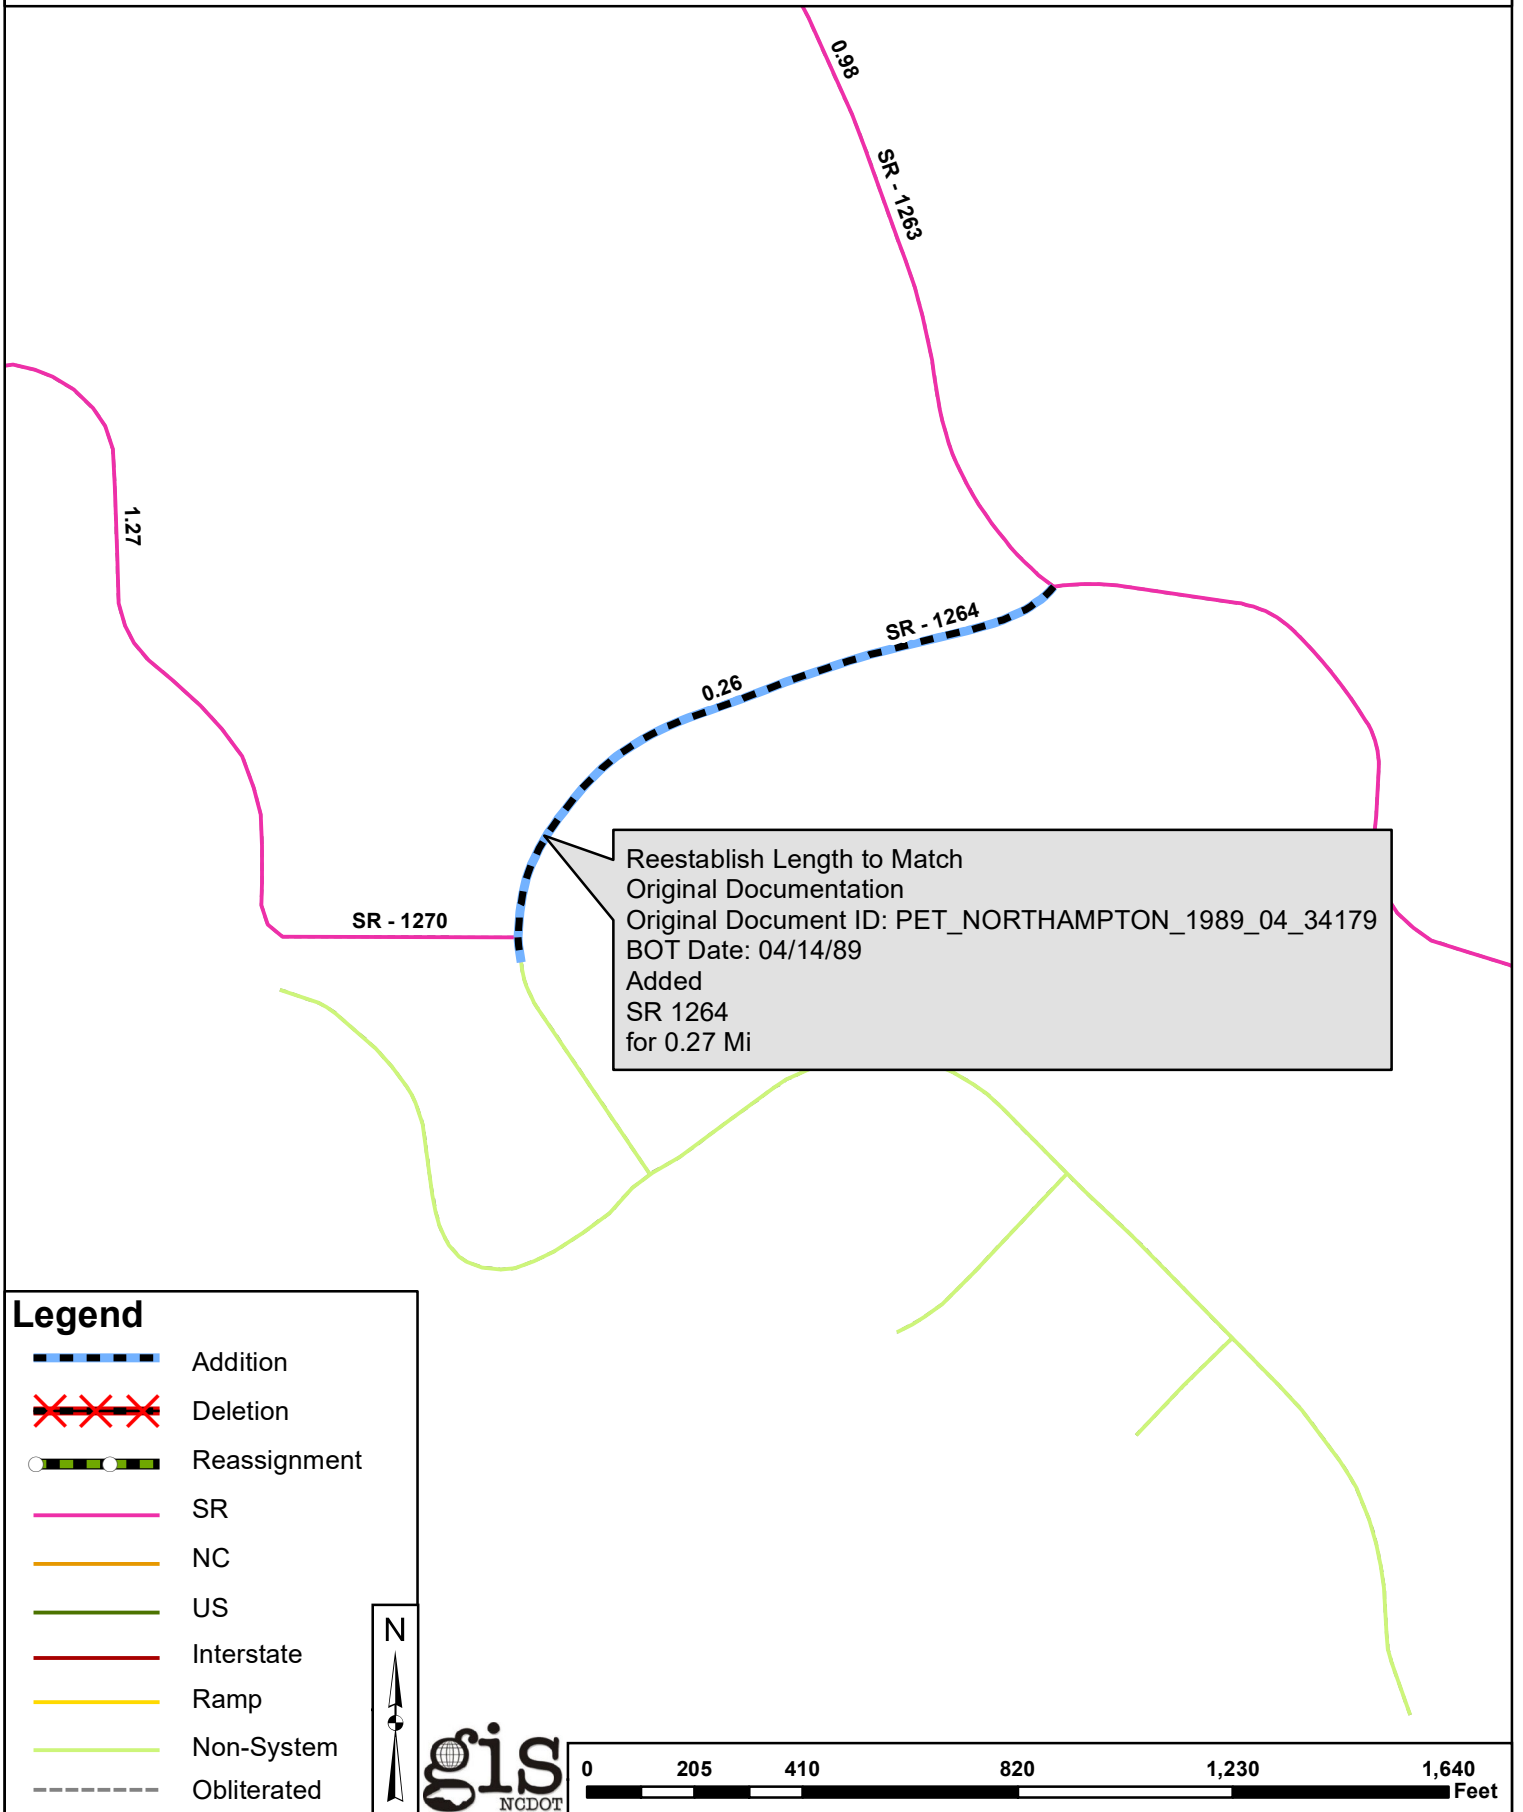 0.98
SR - 1263
1.27
SR - 1264
0.26
Reestablish Length to Match
Original Documentation
Original Document ID: PET_NORTHAMPTON_1989_04_34179
BOT Date: 04/14/89
Added
SR 1264
for 0.27 Mi
SR - 1270
Legend
Addition
Deletion
Reassignment
SR
NC
US
Interstate
Ramp
Non-System
Obliterated
N
gis
NCDOT
0 205 410 820 1,230 1,640
Feet